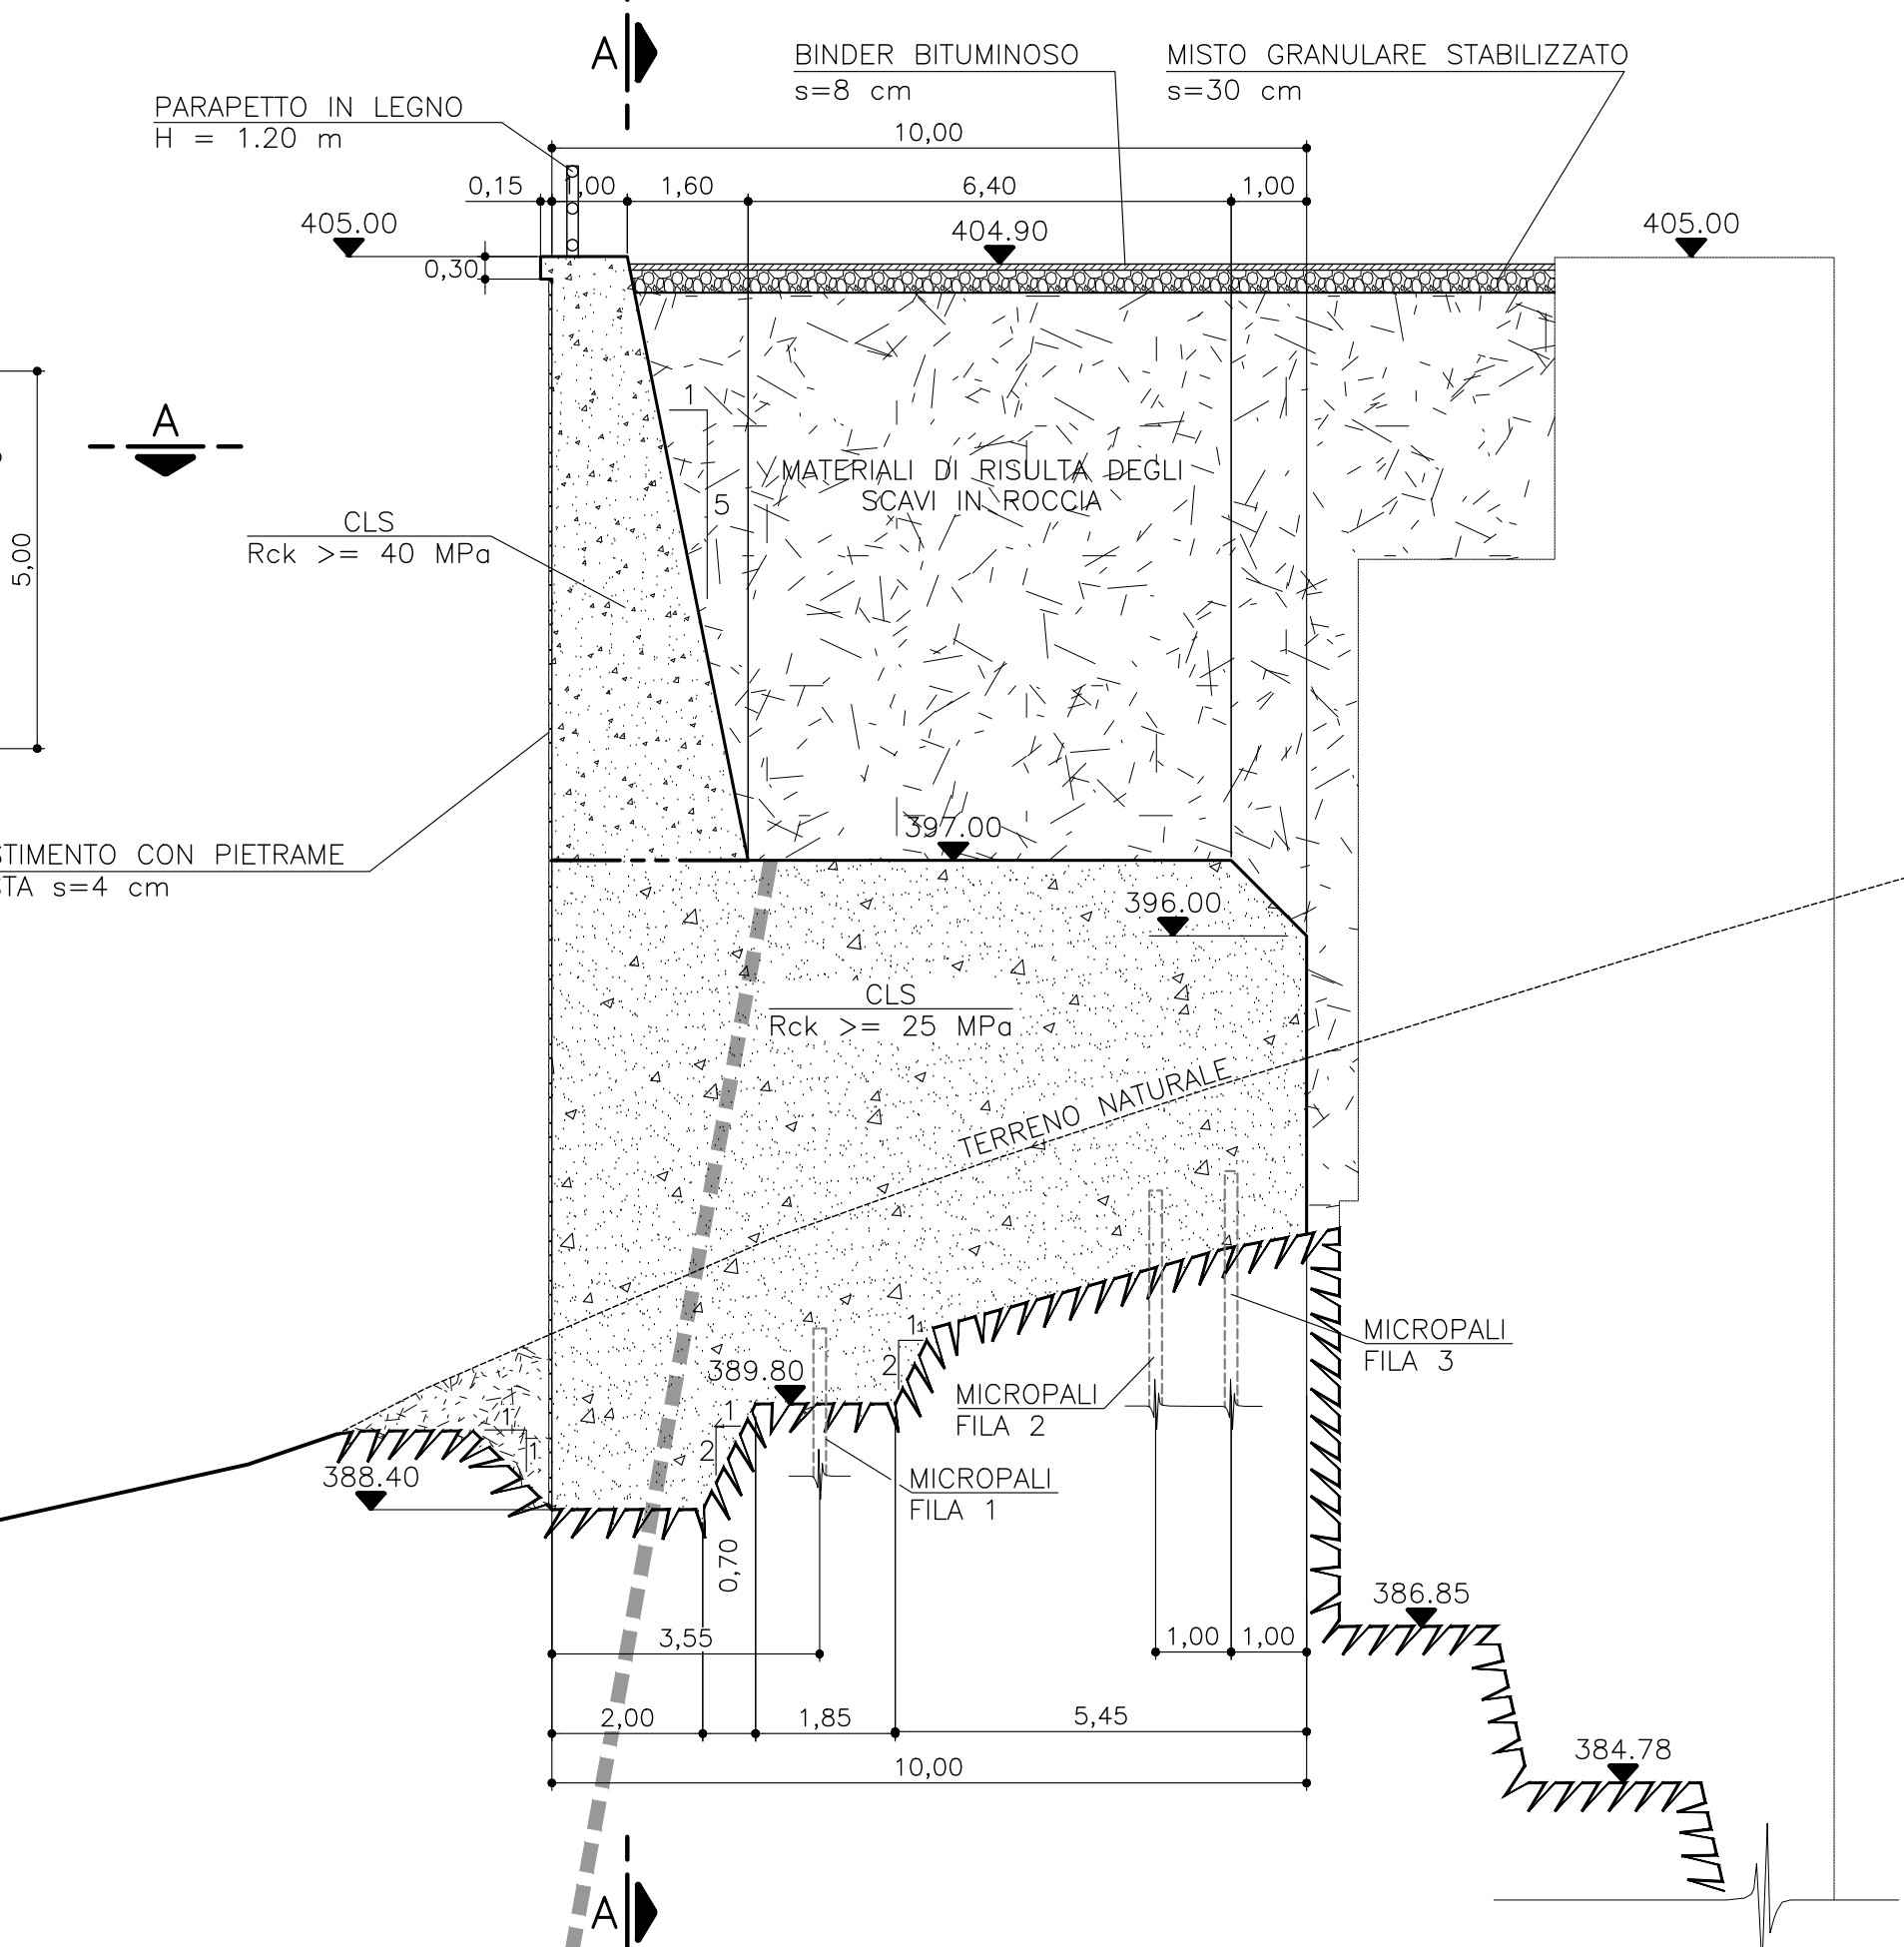 A
BINDER BITUMINOSO
s=8 cm
MISTO GRANULARE STABILIZZATO
s=30 cm
PARAPETTO IN LEGNO
H = 1.20 m
10,00
0,15
1,00
1,60
6,40
1,00
405.00
404.90
405.00
0,30
1
5
A
MATERIALI DI RISULTA DEGLI
SCAVI IN ROCCIA
CLS
Rck >= 40 MPa
5,00
397.00
STIMENTO CON PIETRAME
STA s=4 cm
396.00
CLS
Rck >= 25 MPa
TERRENO NATURALE
1
2
MICROPALI
FILA 3
389.80
MICROPALI
FILA 2
1
2
1
1
388.40
MICROPALI
FILA 1
0,70
386.85
3,55
1,00
1,00
2,00
1,85
5,45
384.78
10,00
A